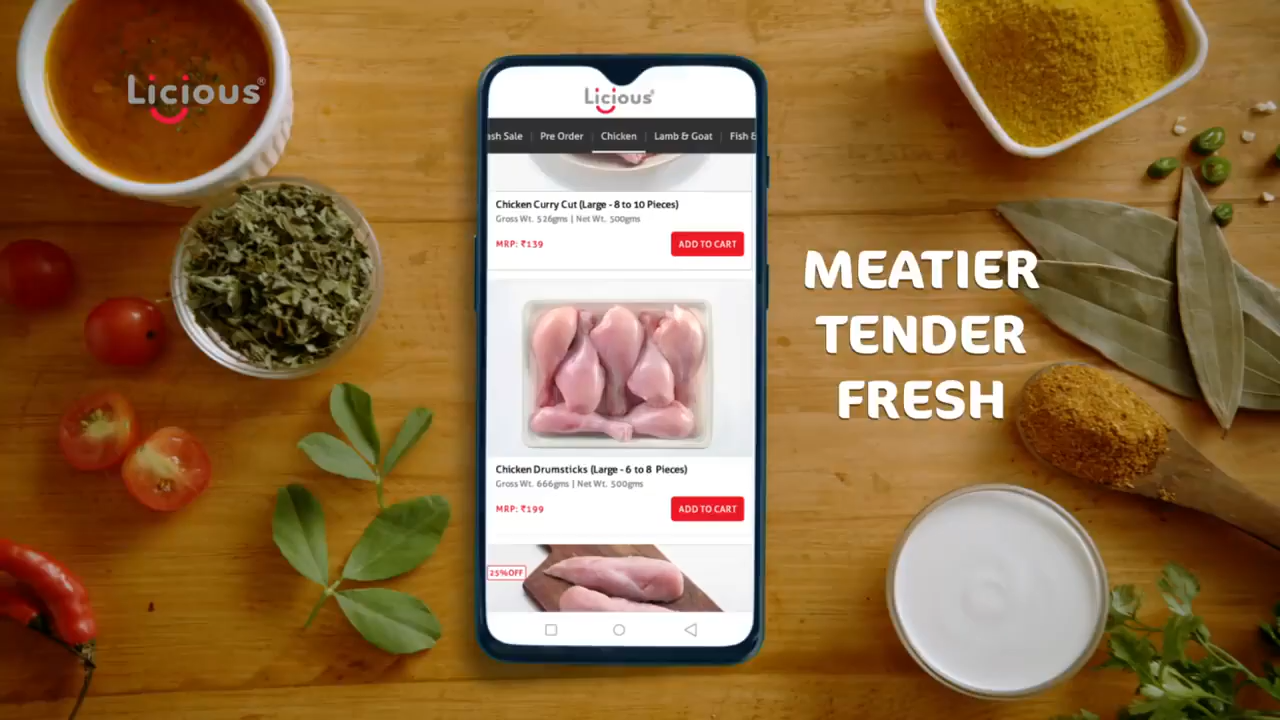 Licious®
Licious®
ash Sale | Pre Order | Chicken | Lamb & Goat | Fish &
Chicken Curry Cut (Large - 8 to 10 Pieces)
Gross Wt. 526gms | Net Wt. 500gms
MRP: ₹139
ADD TO CART
Chicken Drumsticks (Large - 6 to 8 Pieces)
Gross Wt. 666gms | Net Wt. 500gms
MRP: ₹199
ADD TO CART
25%OFF
MEATIER
TENDER
FRESH